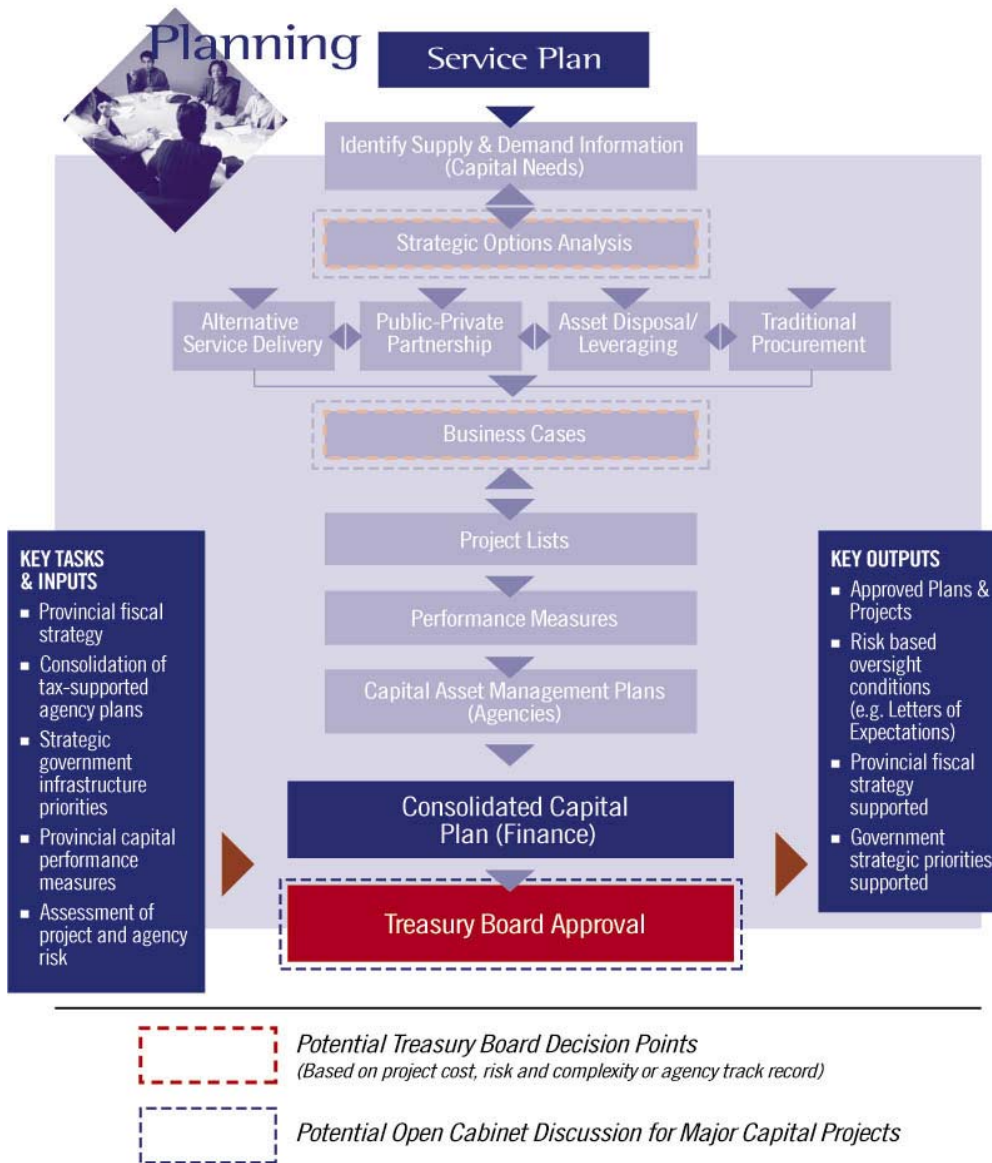 Planning
Service Plan
Identify Supply & Demand Information
(Capital Needs)
Strategic Options Analysis
Alternative
Service Delivery
Public-Private
Partnership
Asset Disposal/
Leveraging
Traditional
Procurement
Business Cases
Project Lists
Performance Measures
Capital Asset Management Plans
(Agencies)
Consolidated Capital
Plan (Finance)
Treasury Board Approval
KEY TASKS
& INPUTS
■ Provincial fiscal
strategy
■ Consolidation of
tax-supported
agency plans
■ Strategic
government
infrastructure
priorities
■ Provincial capital
performance
measures
■ Assessment of
project and agency
risk
KEY OUTPUTS
■ Approved Plans &
Projects
■ Risk based
oversight
conditions
(e.g. Letters of
Expectations)
■ Provincial fiscal
strategy
supported
■ Government
strategic priorities
supported
Potential Treasury Board Decision Points
(Based on project cost, risk and complexity or agency track record)
Potential Open Cabinet Discussion for Major Capital Projects